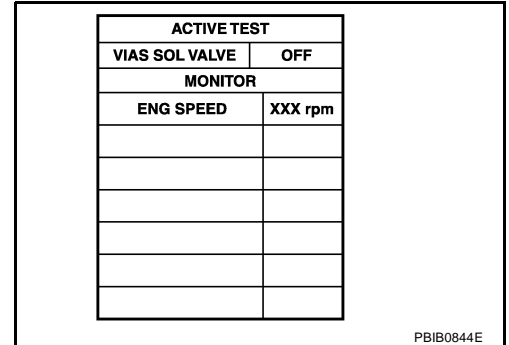 ACTIVE TEST
VIAS SOL VALVE OFF
MONITOR
ENG SPEED XXX rpm
PBIB0844E